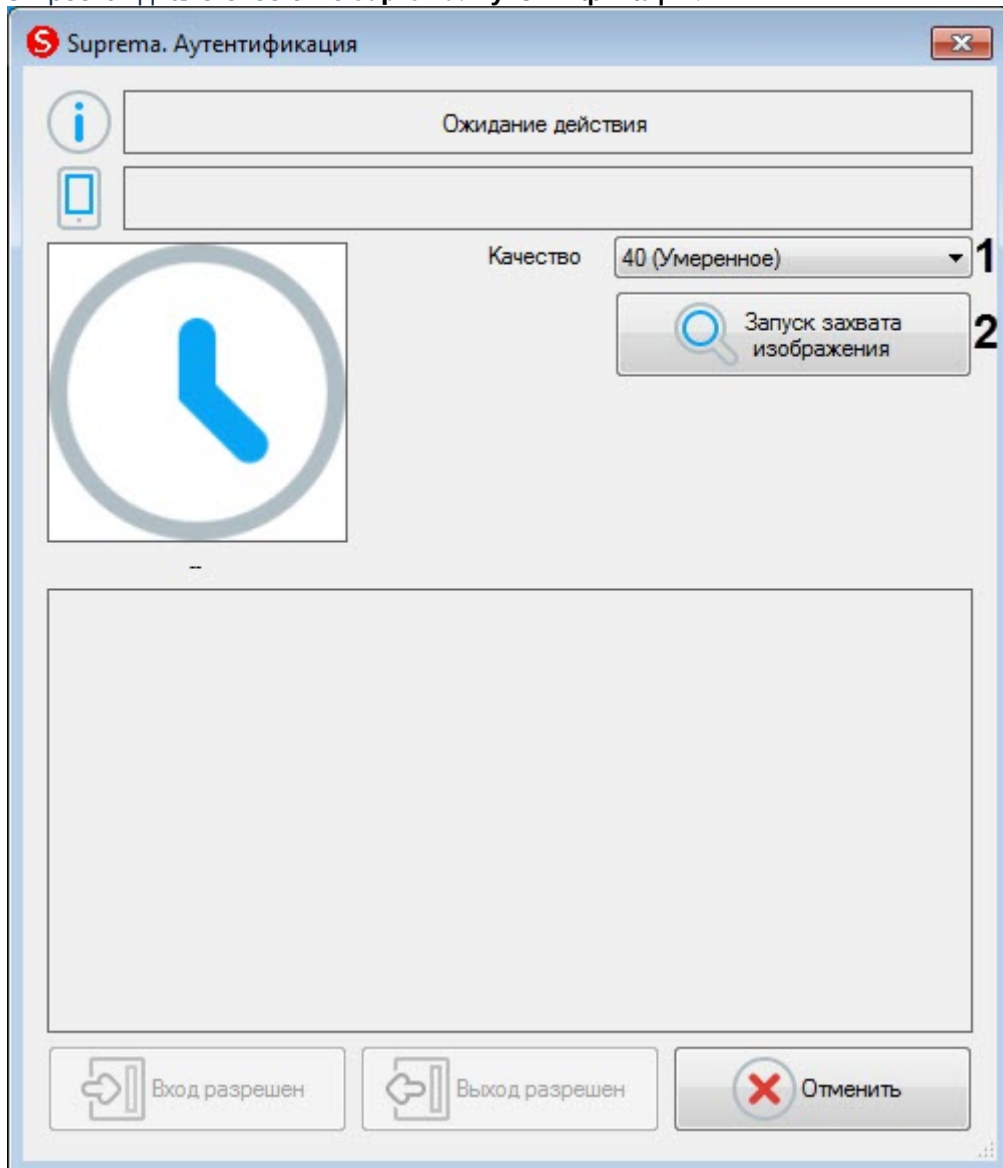 Suprema. Аутентификация
Ожидание действия
Качество
40 (Умеренное)
1
Запуск захвата
изображения
2
--
Вход разрешен
Выход разрешен
Отменить